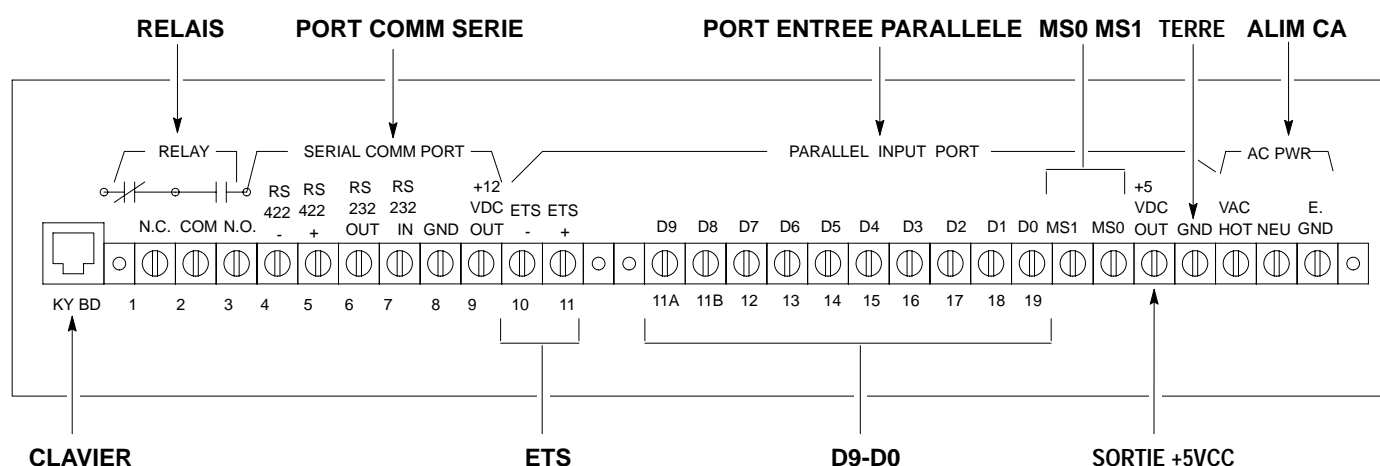 RELAIS PORT COMM SERIE PORT ENTREE PARALLELE MS0 MS1 TERRE ALIM CA
RELAY SERIAL COMM PORT PARALLEL INPUT PORT AC PWR
RS RS RS RS +12 +5
422 422 232 232 VDC ETS ETS D9 D8 D7 D6 D5 D4 D3 D2 D1 D0 MS1 MS0 VDC VAC E.
N.C. COM N.O. - + OUT IN GND OUT - + OUT GND HOT NEU GND
KY BD 1 2 3 4 5 6 7 8 9 10 11 11A 11B 12 13 14 15 16 17 18 19
CLAVIER ETS D9-D0 SORTIE +5VCC